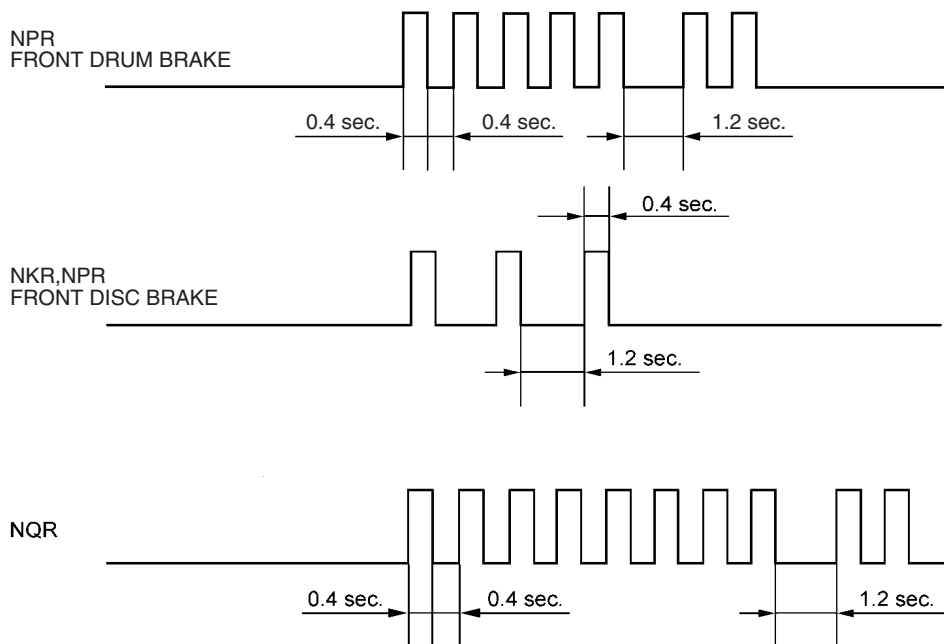 NPR
FRONT DRUM BRAKE
0.4 sec. 0.4 sec. 1.2 sec.
0.4 sec.
NKR,NPR
FRONT DISC BRAKE
1.2 sec.
NQR
0.4 sec. 0.4 sec. 1.2 sec.